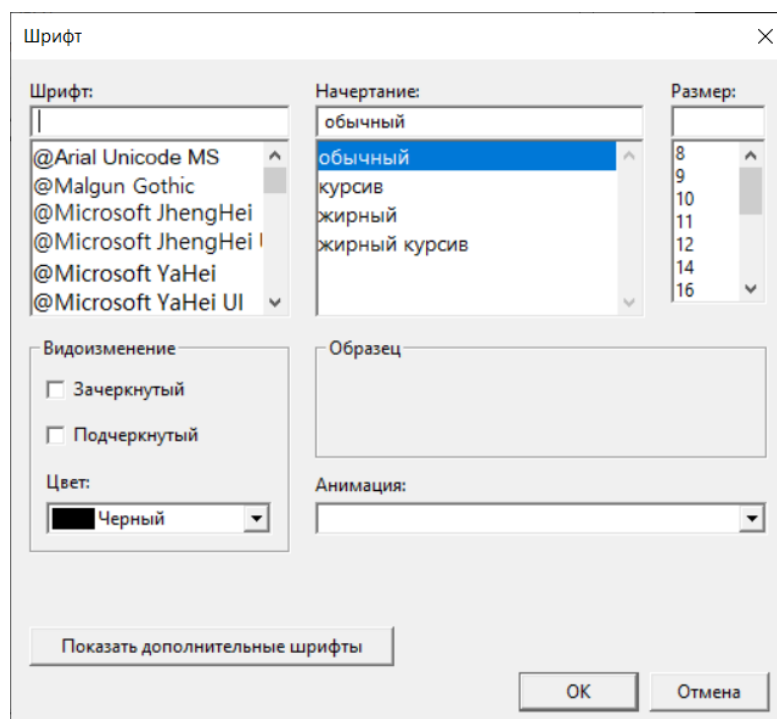 Шрифт
Шрифт:
Начертание:
Размер:
обычный
@Arial Unicode MS
@Malgun Gothic
@Microsoft JhengHei
@Microsoft JhengHei
@Microsoft YaHei
@Microsoft YaHei UI
обычный
курсив
жирный
жирный курсив
8
9
10
11
12
14
16
Видоизменение
Зачеркнутый
Подчеркнутый
Цвет:
Черный
Образец
Анимация:
Показать дополнительные шрифты
OK
Отмена